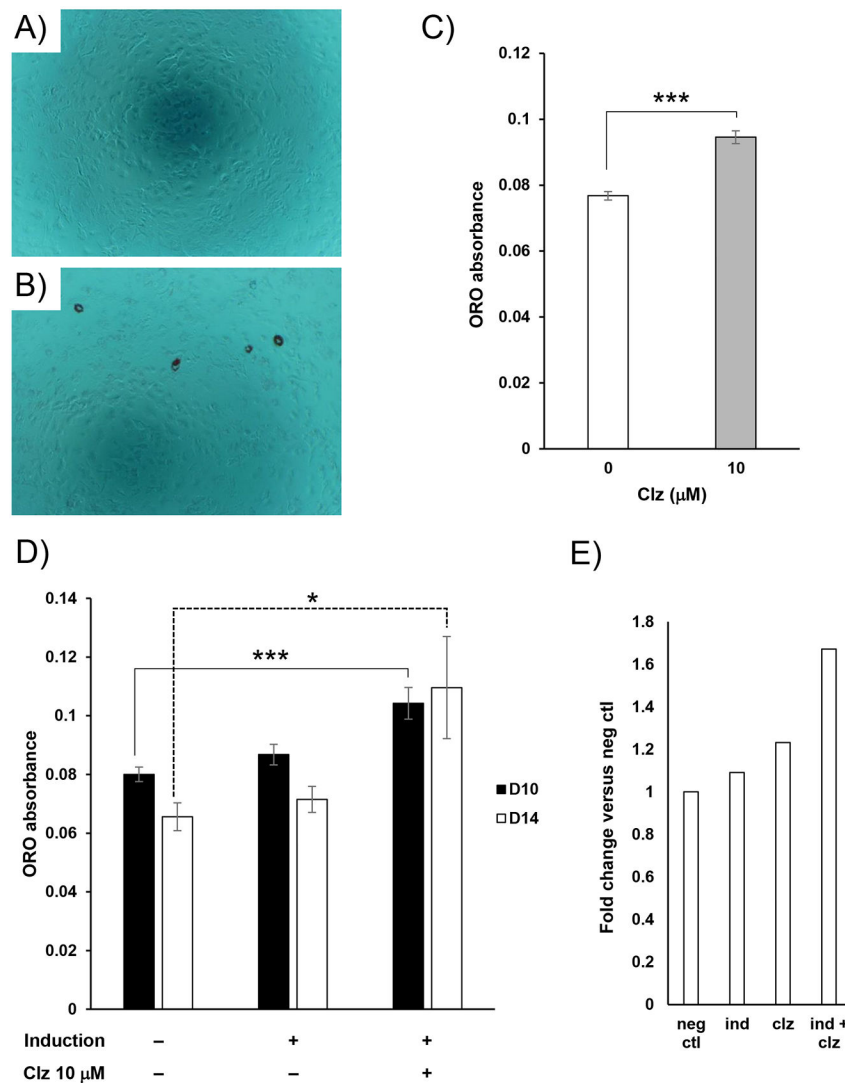 A)
B)
C)
0.12
0.1
0.08
0.06
0.04
0.02
0
ORO absorbance
***
0
10
Clz (µM)
D)
0.14
0.12
0.1
0.08
0.06
0.04
0.02
0
ORO absorbance
***
*
D10
D14
Induction – + +
Clz 10 µM – – +
E)
1.8
1.6
1.4
1.2
1
0.8
0.6
0.4
0.2
0
Fold change versus neg ctl
neg ctl
ind
clz
ind + clz